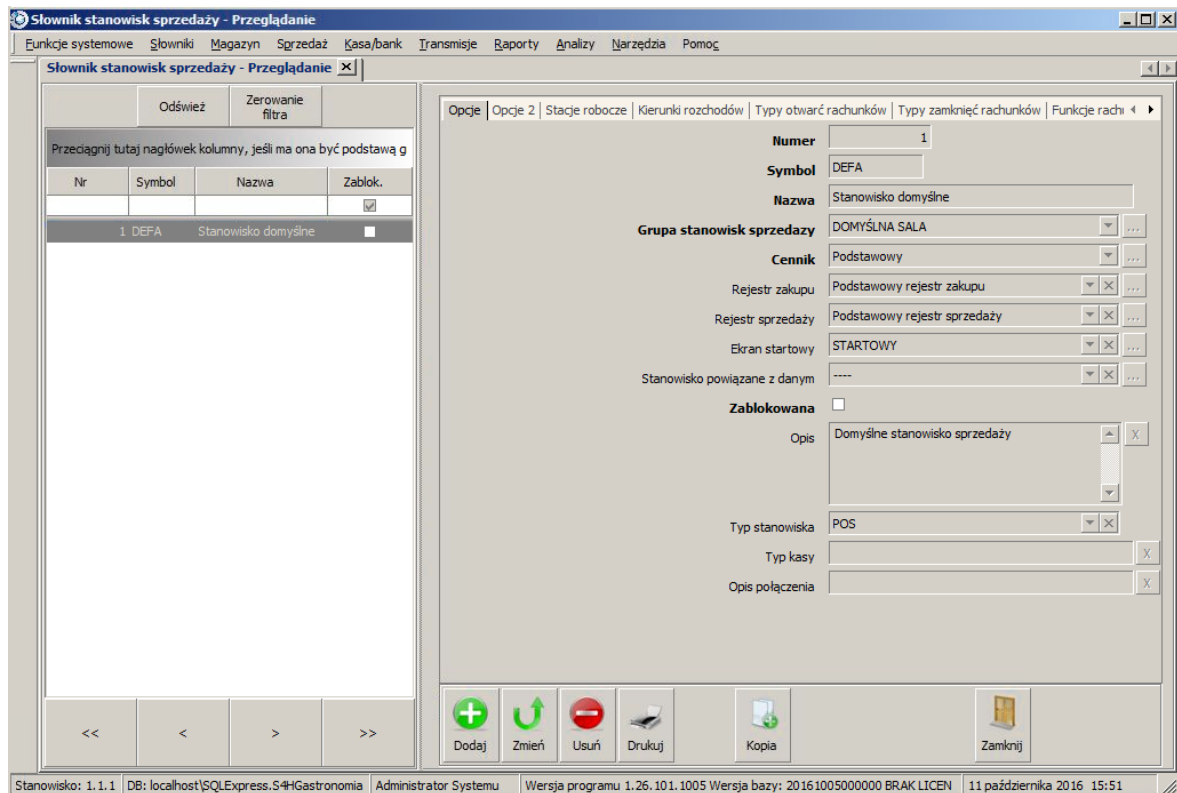 Słownik stanowisk sprzedaży - Przeglądanie
Funkcje systemowe Słowniki Magazyn Sprzedaż Kasa/bank Transmisje Raporty Analizy Narzędzia Pomoc
Słownik stanowisk sprzedaży - Przeglądanie
Odśwież Zerowanie filtra
Przeciągnij tutaj nagłówek kolumny, jeśli ma ona być podstawą g
Nr Symbol Nazwa Zablok.
1 DEFA Stanowisko domyślne
<< < > >>
Opcje Opcje 2 Stacje robocze Kierunki rozchodów Typy otwarć rachunków Typy zamknięć rachunków Funkcje rach
Numer 1
Symbol DEFA
Nazwa Stanowisko domyślne
Grupa stanowisk sprzedazy DOMYŚLNA SALA ...
Cennik Podstawowy ...
Rejestr zakupu Podstawowy rejestr zakupu ...
Rejestr sprzedaży Podstawowy rejestr sprzedaży ...
Ekran startowy STARTOWY ...
Stanowisko powiązane z danym ---- ...
Zablokowana
Opis Domyślne stanowisko sprzedaży X
Typ stanowiska POS
Typ kasy X
Opis połączenia X
Dodaj Zmień Usuń Drukuj Kopia Zamknij
Stanowisko: 1.1.1 DB: localhost\SQLExpress.S4HGastronomia Administrator Systemu Wersja programu 1.26.101.1005 Wersja bazy: 20161005000000 BRAK LICEN 11 października 2016 15:51